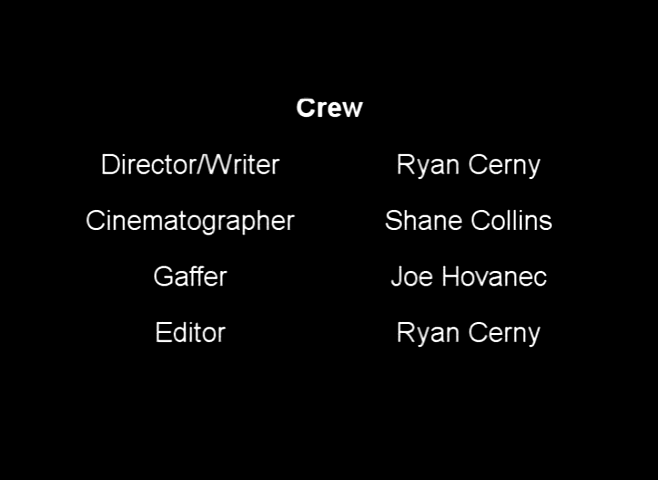 Crew
Director/Writer Ryan Cerny
Cinematographer Shane Collins
Gaffer Joe Hovanec
Editor Ryan Cerny